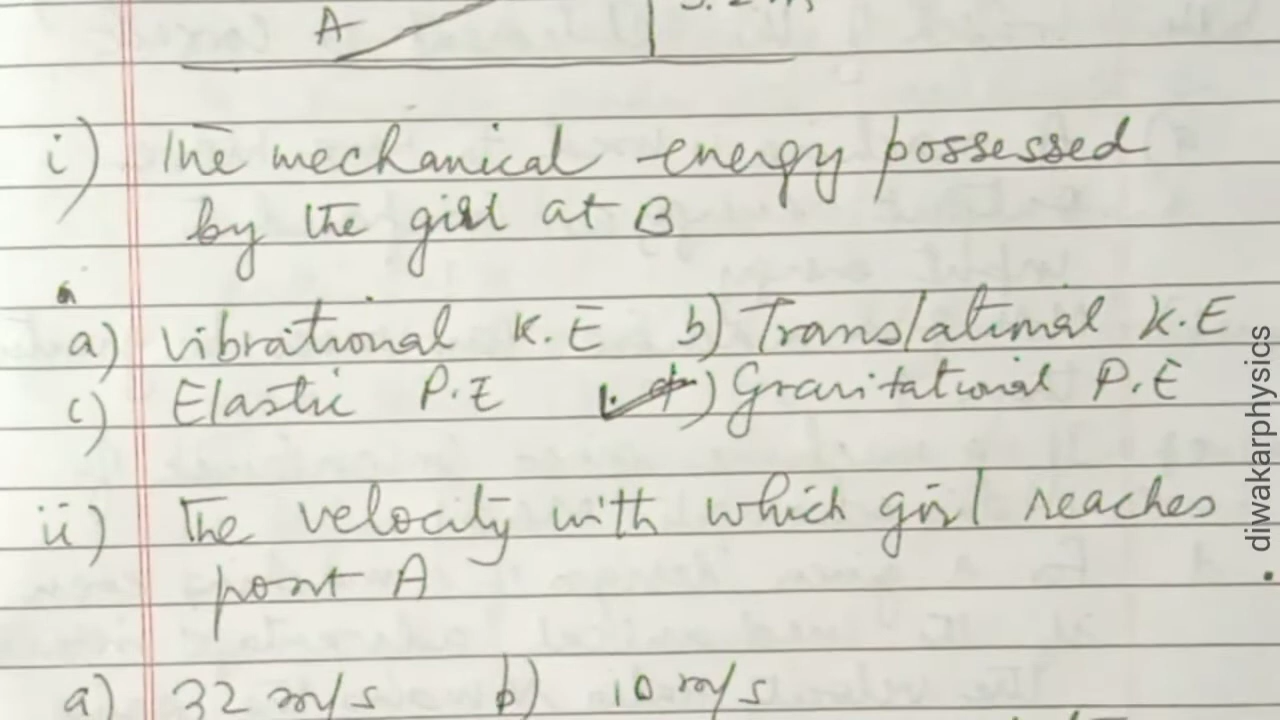 A
i) The mechanical energy possessed
by the girl at B
a) Vibrational K.E b) Translational K.E
c) Elastic P.E d) Gravitational P.E
ii) The velocity with which girl reaches
point A
a) 32 m/s b) 10 m/s
diwakarphysics